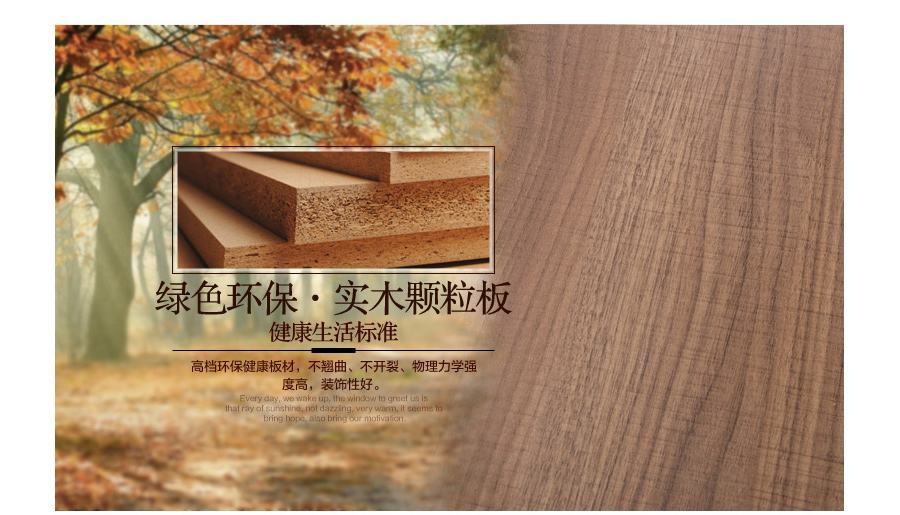 绿色环保·实木颗粒板
健康生活标准
高档环保健康板材，不翘曲、不开裂、物理力学强
度高，装饰性好。
Every day, we wake up, the window to greet us is
that ray of sunshine, not dazzling, very warm, it seems to
bring hope, also bring our motivation.